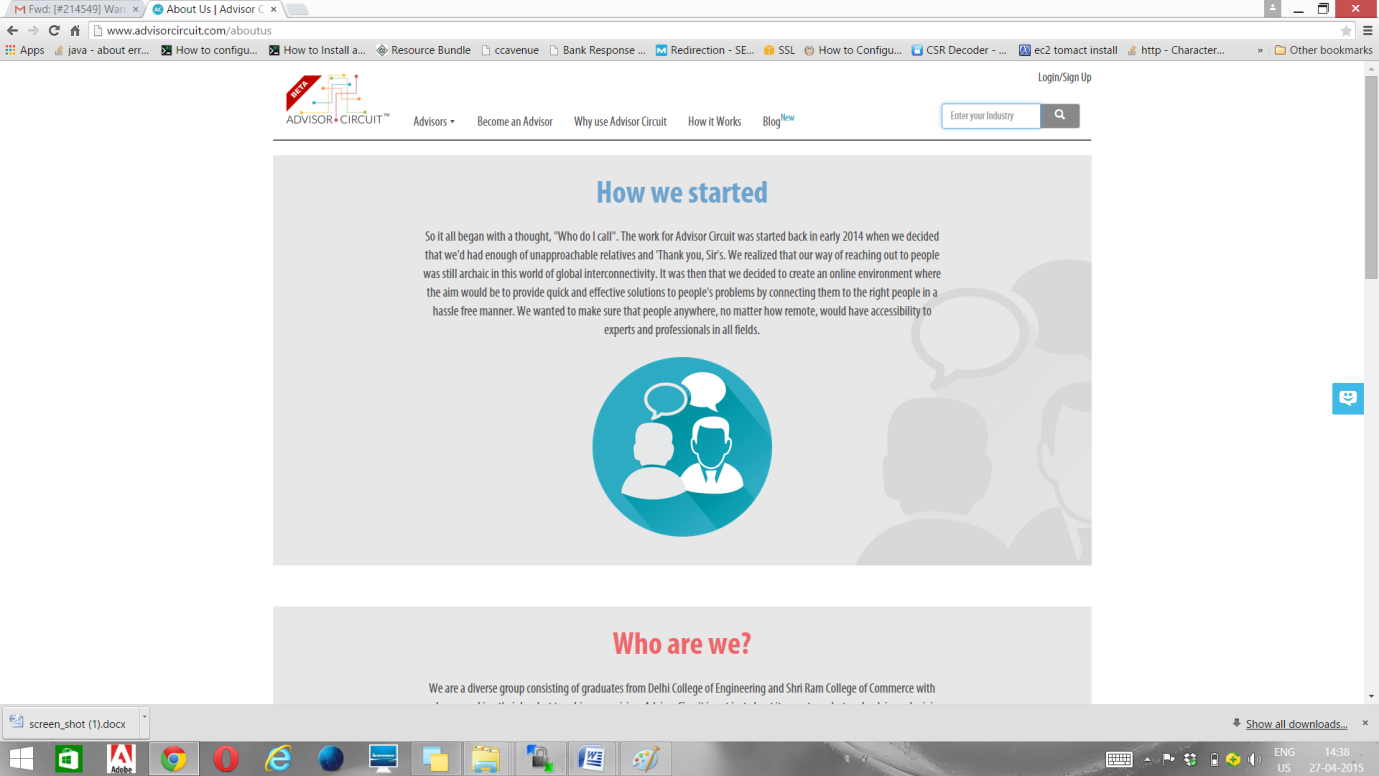 Fwd: [#214549] Wan
About Us | Advisor C
www.advisorcircuit.com/aboutus
Apps
java - about err...
How to configu...
How to Install a...
Resource Bundle
ccavenue
Bank Response ...
Redirection - SE...
SSL
How to Configu...
CSR Decoder - ...
ec2 tomact install
http - Character...
»
Other bookmarks
BETA
ADVISOR CIRCUIT™
Login/Sign Up
Advisors
Become an Advisor
Why use Advisor Circuit
How it Works
Blog New
Enter your Industry
How we started
So it all began with a thought, "Who do I call". The work for Advisor Circuit was started back in early 2014 when we decided
that we'd had enough of unapproachable relatives and 'Thank you, Sir's. We realized that our way of reaching out to people
was still archaic in this world of global interconnectivity. It was then that we decided to create an online environment where
the aim would be to provide quick and effective solutions to people's problems by connecting them to the right people in a
hassle free manner. We wanted to make sure that people anywhere, no matter how remote, would have accessibility to
experts and professionals in all fields.
Who are we?
We are a diverse group consisting of graduates from Delhi College of Engineering and Shri Ram College of Commerce with
screen_shot (1).docx
Show all downloads...
Adobe
ENG
US
14:38
27-04-2015